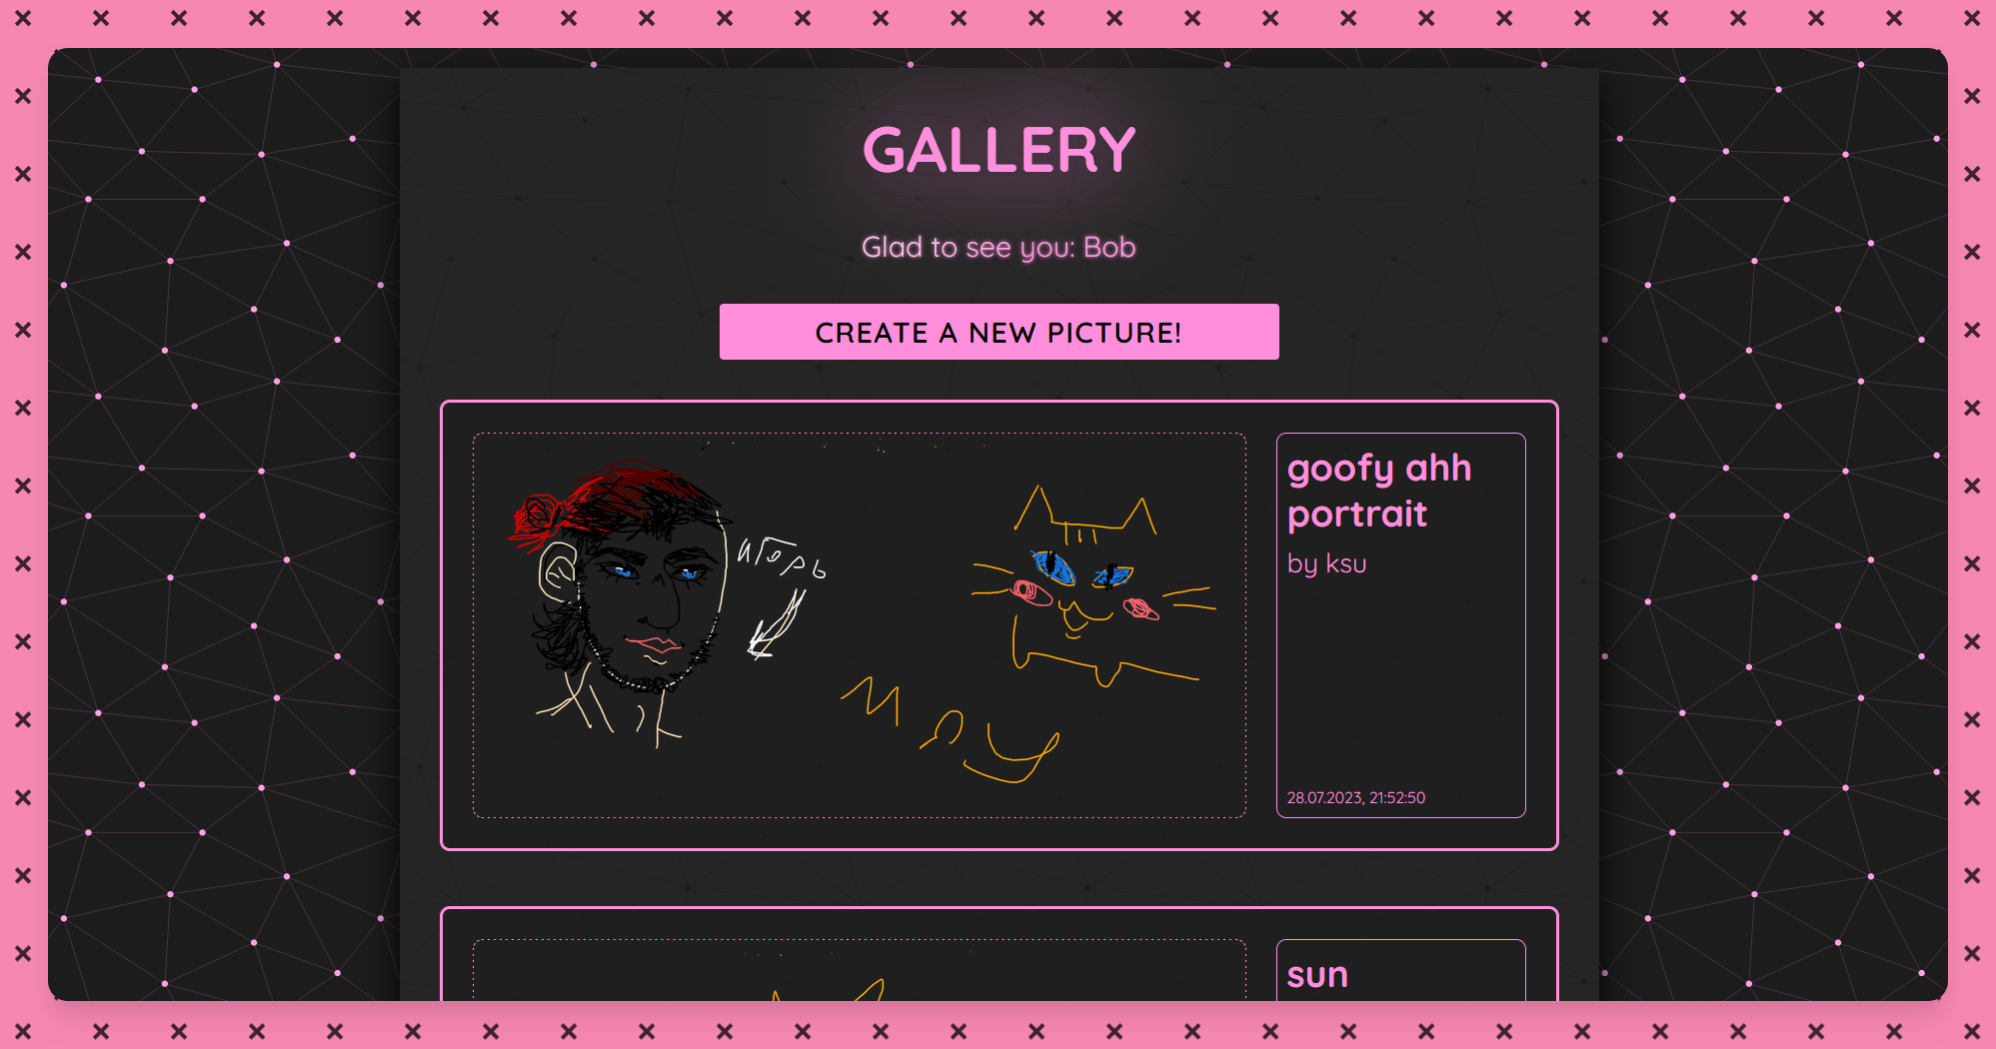 GALLERY
Glad to see you: Bob
CREATE A NEW PICTURE!
goofy ahh
portrait
by ksu
игорь
May
28.07.2023, 21:52:50
sun